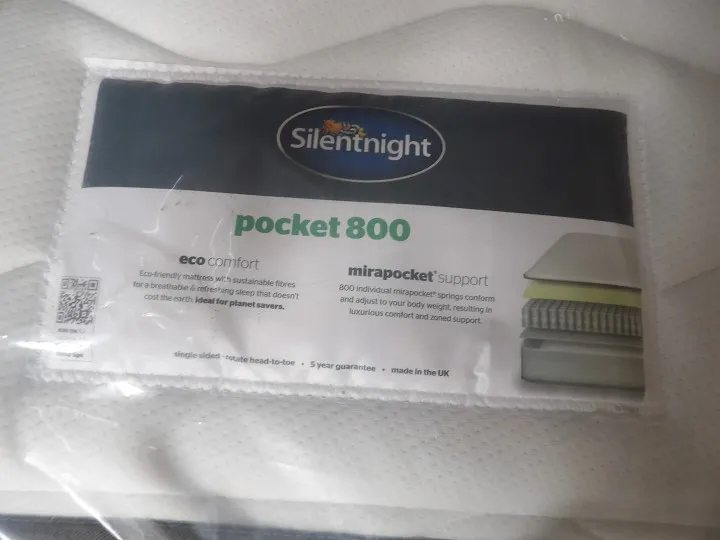 Silentnight
pocket 800
eco comfort
Eco-friendly mattress with sustainable fibres
for a breathable & refreshing sleep that doesn't
cost the earth. ideal for planet savers.
mirapocket® support
800 individual mirapocket® springs conform
and adjust to your body weight, resulting in
luxurious comfort and zoned support.
single sided - rotate head-to-toe • 5 year guarantee • made in the UK